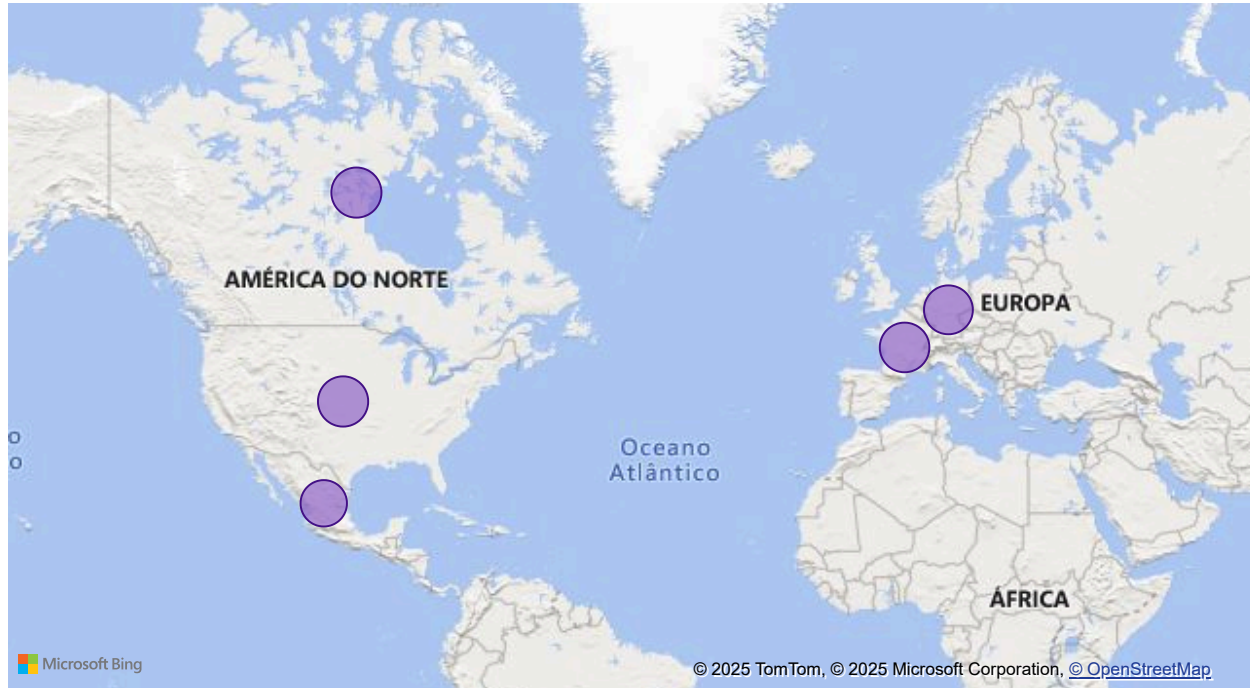 AMÉRICA DO NORTE
EUROPA
o
o
Oceano
Atlântico
ÁFRICA
Microsoft Bing
© 2025 TomTom, © 2025 Microsoft Corporation, © OpenStreetMap